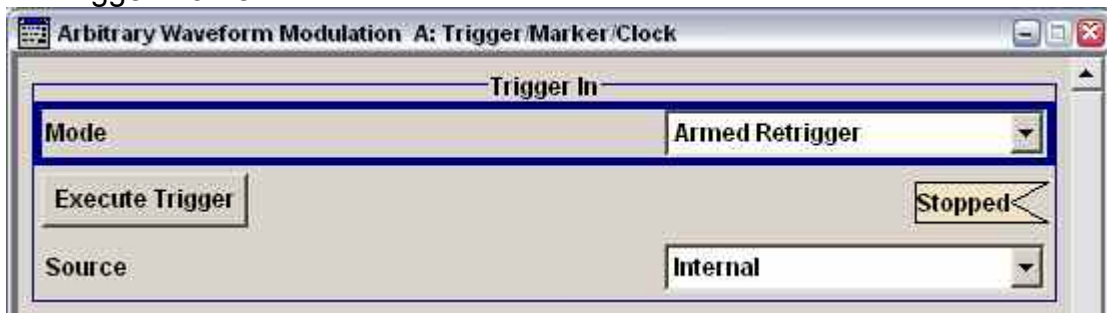 Arbitrary Waveform Modulation A: Trigger/Marker/Clock
Trigger In
Mode
Armed Retrigger
Execute Trigger
Stopped
Source
Internal